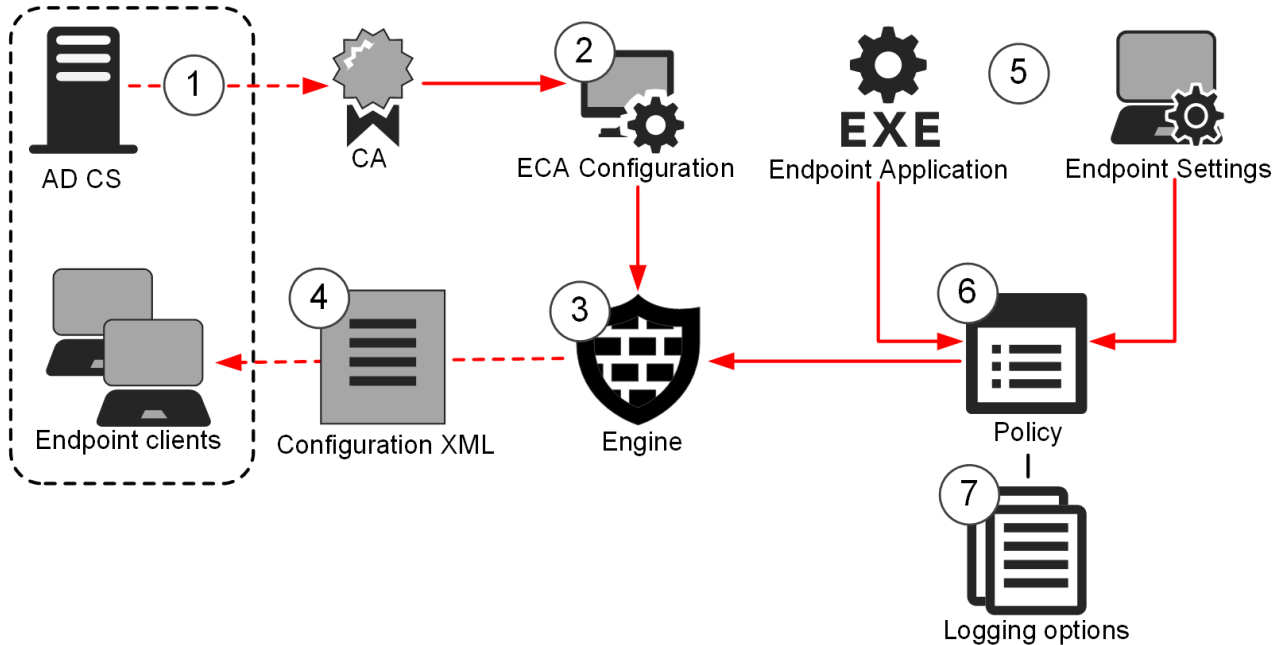 1
2
5
EXE
AD CS
CA
ECA Configuration
Endpoint Application
Endpoint Settings
4
3
6
Endpoint clients
Configuration XML
Engine
Policy
7
Logging options